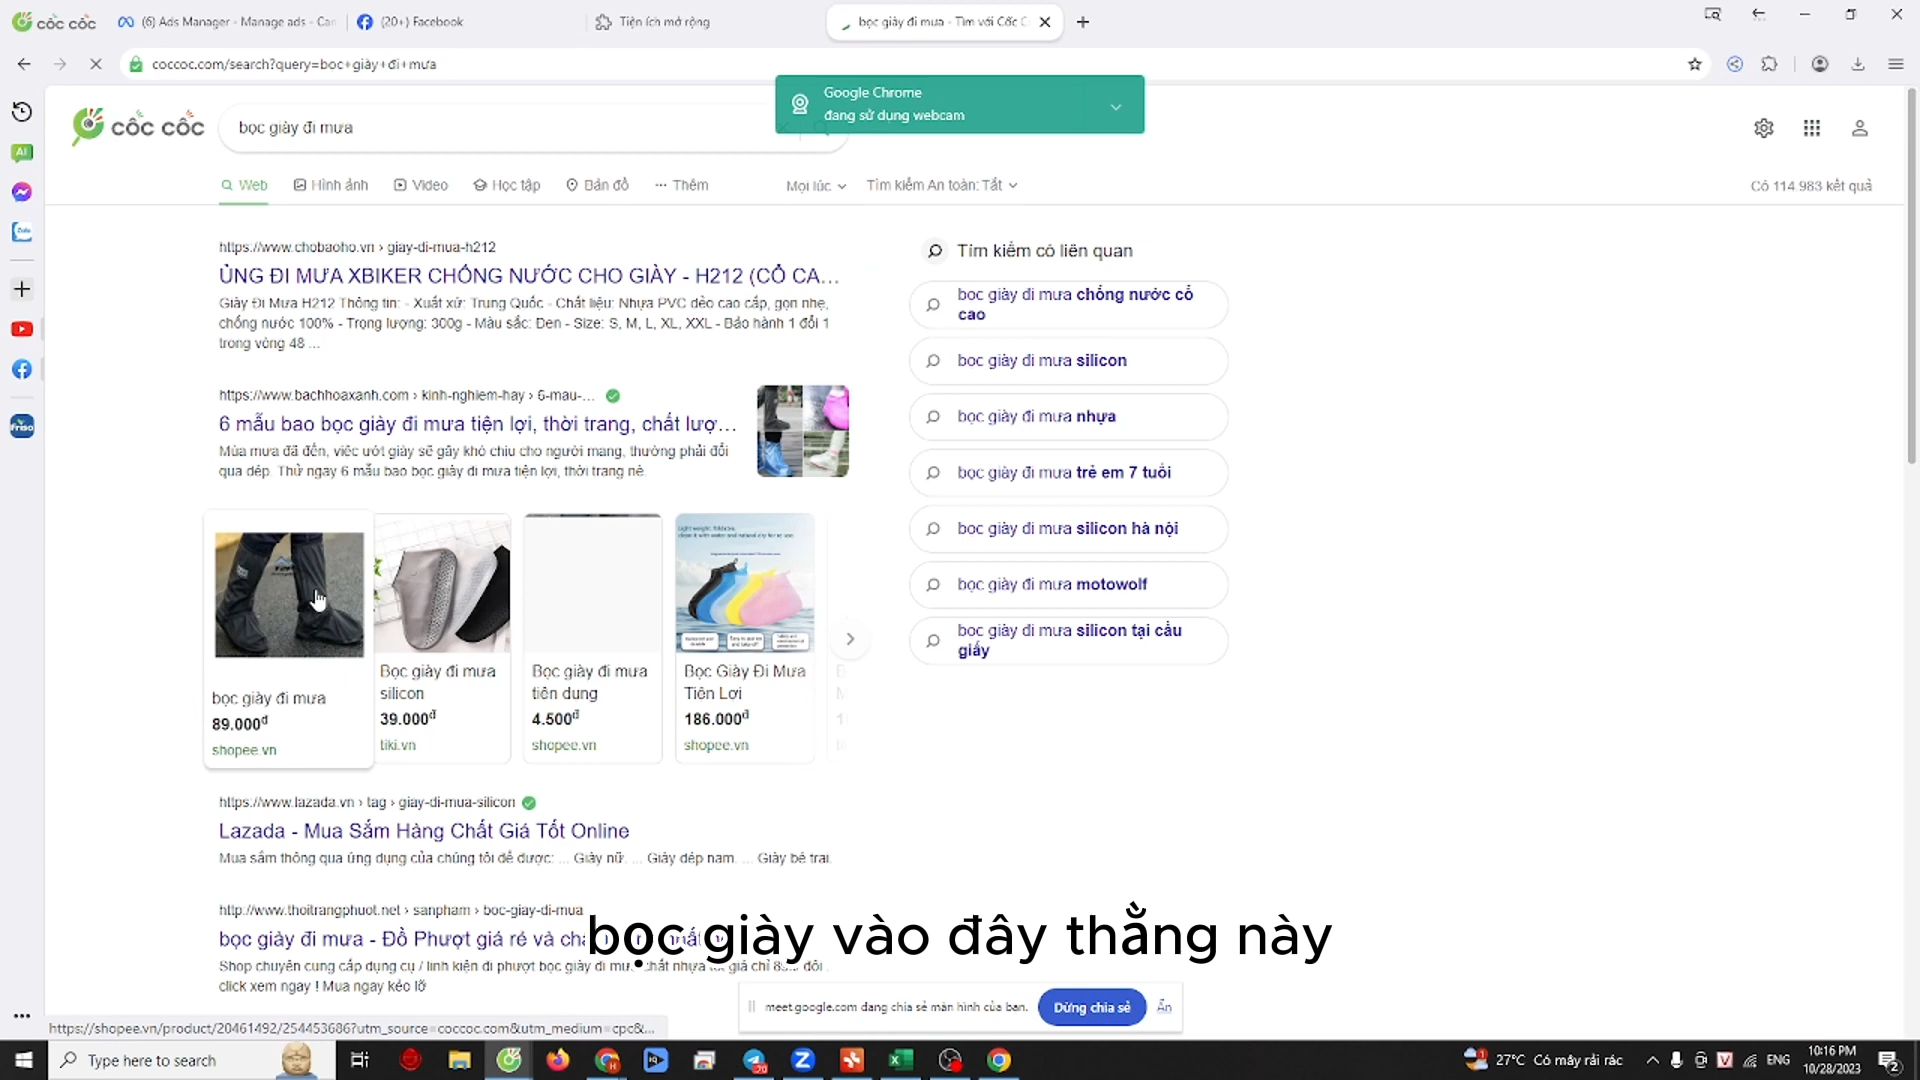 cốc cốc
(6) Ads Manager - Manage ads - Can
(20+) Facebook
Tiện ích mở rộng
bọc giày đi mưa - Tìm với Cốc C
coccoc.com/search?query=bọc+giày+đi+mưa
Google Chrome
đang sử dụng webcam
cốc cốc
bọc giày đi mưa
Web
Hình ảnh
Video
Học tập
Bản đồ
Thêm
Mọi lúc
Tìm kiếm An toàn: Tắt
Có 114 983 kết quả
AI
Zalo
Friso
https://www.chobaoho.vn › giay-di-mua-h212
ỦNG ĐI MƯA XBIKER CHỐNG NƯỚC CHO GIÀY - H212 (CỔ CA...
Giày Đi Mưa H212 Thông tin: - Xuất xứ: Trung Quốc - Chất liệu: Nhựa PVC dẻo cao cấp, gọn nhẹ,
chống nước 100% - Trọng lượng: 300g - Màu sắc: Đen - Size: S, M, L, XL, XXL - Bảo hành 1 đổi 1
trong vòng 48 ...
https://www.bachhoaxanh.com › kinh-nghiem-hay › 6-mau-...
6 mẫu bao bọc giày đi mưa tiện lợi, thời trang, chất lượ...
Mùa mưa đã đến, việc ướt giày sẽ gây khó chịu cho người mang, thường phải đổi
qua dép. Thử ngay 6 mẫu bao bọc giày đi mưa tiện lợi, thời trang nè.
bọc giày đi mưa
89.000đ
shopee.vn
Bọc giày đi mưa
silicon
39.000đ
tiki.vn
Bọc giày đi mưa
tiên dung
4.500đ
shopee.vn
Bọc Giày Đi Mưa
Tiên Lợi
186.000đ
shopee.vn
https://www.lazada.vn › tag › giay-di-mua-silicon
Lazada - Mua Sắm Hàng Chất Giá Tốt Online
Mua sắm thông qua ứng dụng của chúng tôi để được: ... Giày nữ. ... Giày dép nam. ... Giày bé trai.
http://www.thoitrangphuot.net › sanpham › boc-giay-di-mua
bọc giày đi mưa - Đồ Phượt giá rẻ và
Shop chuyên cung cấp dụng cụ / linh kiện đi phượt bọc giày đi
click xem ngay ! Mua ngay kẻo lỡ
Tìm kiếm có liên quan
bọc giày đi mưa chống nước cổ
cao
bọc giày đi mưa silicon
bọc giày đi mưa nhựa
bọc giày đi mưa trẻ em 7 tuổi
bọc giày đi mưa silicon hà nội
bọc giày đi mưa motowolf
bọc giày đi mưa silicon tại cầu
giấy
bọc giày vào đây thằng này
meet.google.com đang chia sẻ màn hình của bạn.
Dừng chia sẻ
Ẩn
https://shopee.vn/product/20461492/254453686?utm_source=coccoc.com&utm_medium=cpc&...
Type here to search
27°C Có mây rải rác
ENG
10:16 PM
10/28/2023